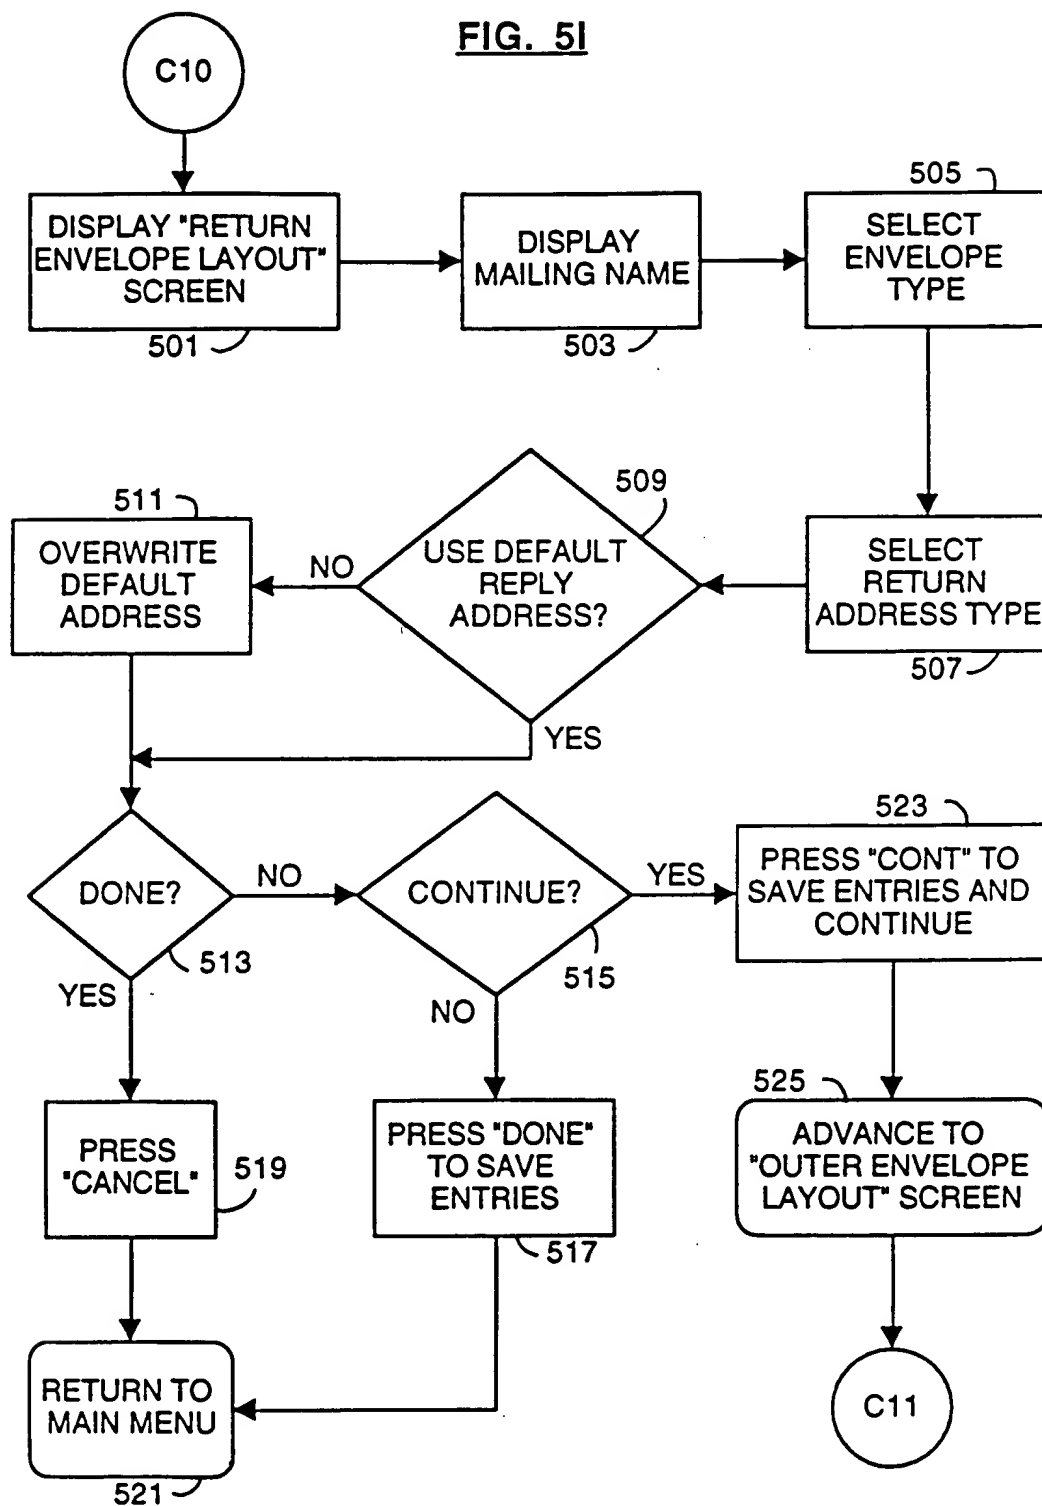 FIG. 5I
C10
DISPLAY "RETURN
ENVELOPE LAYOUT"
SCREEN
501
DISPLAY
MAILING NAME
503
505
SELECT
ENVELOPE
TYPE
511
OVERWRITE
DEFAULT
ADDRESS
NO
509
USE DEFAULT
REPLY
ADDRESS?
YES
SELECT
RETURN
ADDRESS TYPE
507
DONE?
513
NO
YES
CONTINUE?
515
YES
NO
523
PRESS "CONT" TO
SAVE ENTRIES AND
CONTINUE
PRESS
"CANCEL"
519
PRESS "DONE"
TO SAVE
ENTRIES
517
525
ADVANCE TO
"OUTER ENVELOPE
LAYOUT" SCREEN
RETURN TO
MAIN MENU
521
C11